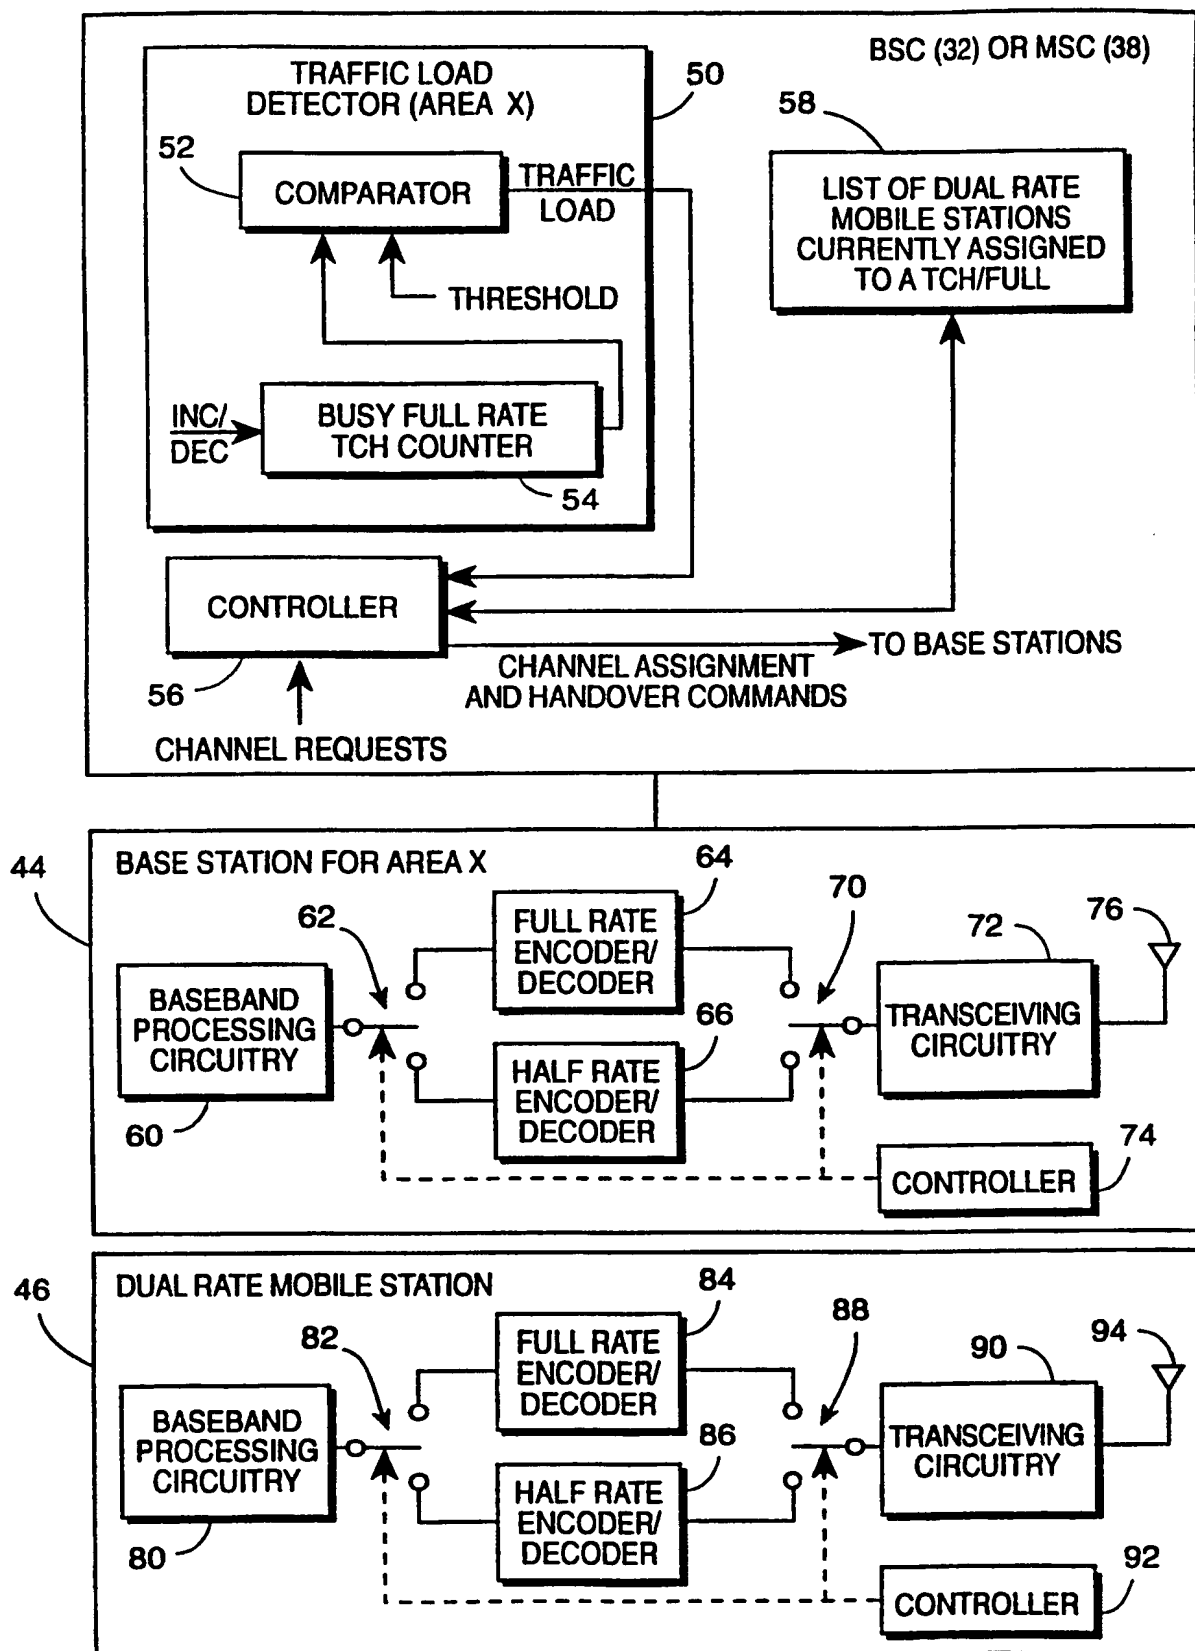 BSC (32) OR MSC (38)
TRAFFIC LOAD
DETECTOR (AREA X)
50
52
COMPARATOR
TRAFFIC
LOAD
THRESHOLD
INC/
DEC
BUSY FULL RATE
TCH COUNTER
54
58
LIST OF DUAL RATE
MOBILE STATIONS
CURRENTLY ASSIGNED
TO A TCH/FULL
CONTROLLER
56
CHANNEL REQUESTS
CHANNEL ASSIGNMENT
AND HANDOVER COMMANDS
TO BASE STATIONS
44
BASE STATION FOR AREA X
62
64
FULL RATE
ENCODER/
DECODER
70
72
76
BASEBAND
PROCESSING
CIRCUITRY
60
66
HALF RATE
ENCODER/
DECODER
TRANSCEIVING
CIRCUITRY
74
CONTROLLER
46
DUAL RATE MOBILE STATION
82
84
FULL RATE
ENCODER/
DECODER
88
90
94
BASEBAND
PROCESSING
CIRCUITRY
80
86
HALF RATE
ENCODER/
DECODER
TRANSCEIVING
CIRCUITRY
92
CONTROLLER